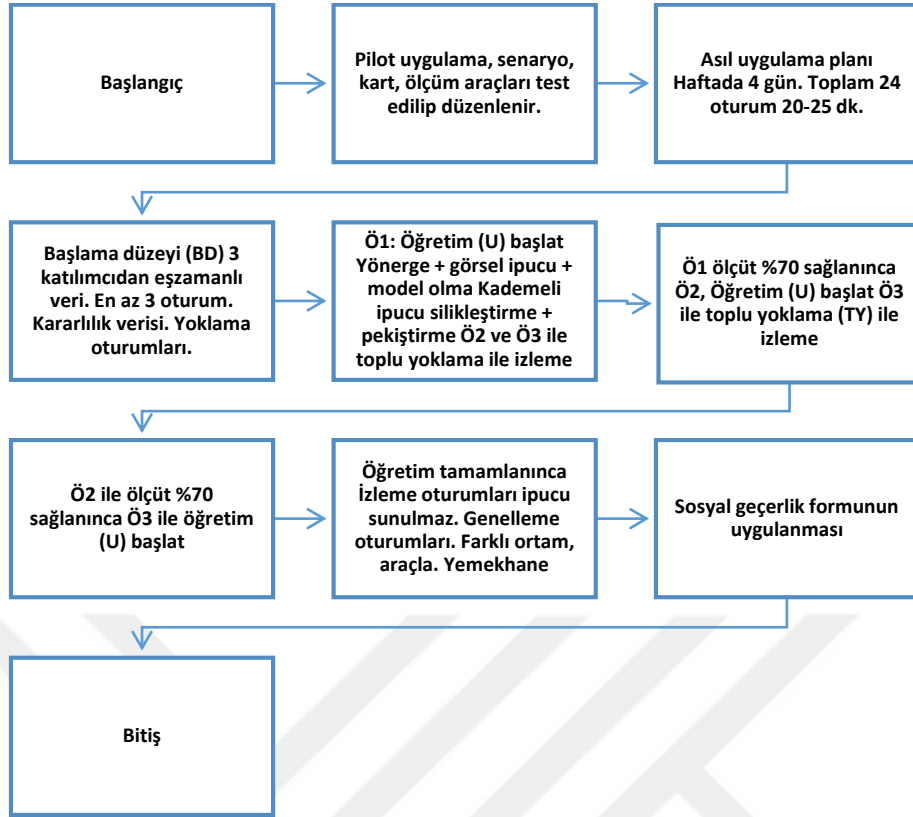 Başlangıç
Pilot uygulama, senaryo,
kart, ölçüm araçları test
edilip düzenlenir.
Asıl uygulama planı
Haftada 4 gün. Toplam 24
oturum 20-25 dk.
Başlama düzeyi (BD) 3
katılımcıdan eşzamanlı
veri. En az 3 oturum.
Kararlılık verisi. Yoklama
oturumları.
Ö1: Öğretim (U) başlat
Yönerge + görsel ipucu +
model olma Kademeli
ipucu silikleştirme +
pekiştirme Ö2 ve Ö3 ile
toplu yoklama ile izleme
Ö1 ölçüt %70 sağlanınca
Ö2, Öğretim (U) başlat Ö3
ile toplu yoklama (TY) ile
izleme
Ö2 ile ölçüt %70
sağlanınca Ö3 ile öğretim
(U) başlat
Öğretim tamamlanınca
İzleme oturumları ipucu
sunulmaz. Genelleme
oturumları. Farklı ortam,
araçla. Yemekhane
Sosyal geçerlik formunun
uygulanması
Bitiş